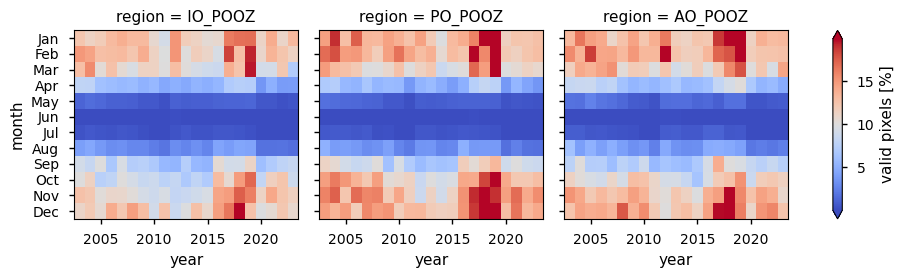 region = IO_POOZ
region = PO_POOZ
region = AO_POOZ
Jan
Feb
Mar
Apr
May
Jun
Jul
Aug
Sep
Oct
Nov
Dec
month
2005
2010
2015
2020
year
2005
2010
2015
2020
year
2005
2010
2015
2020
year
15
10
5
valid pixels [%]